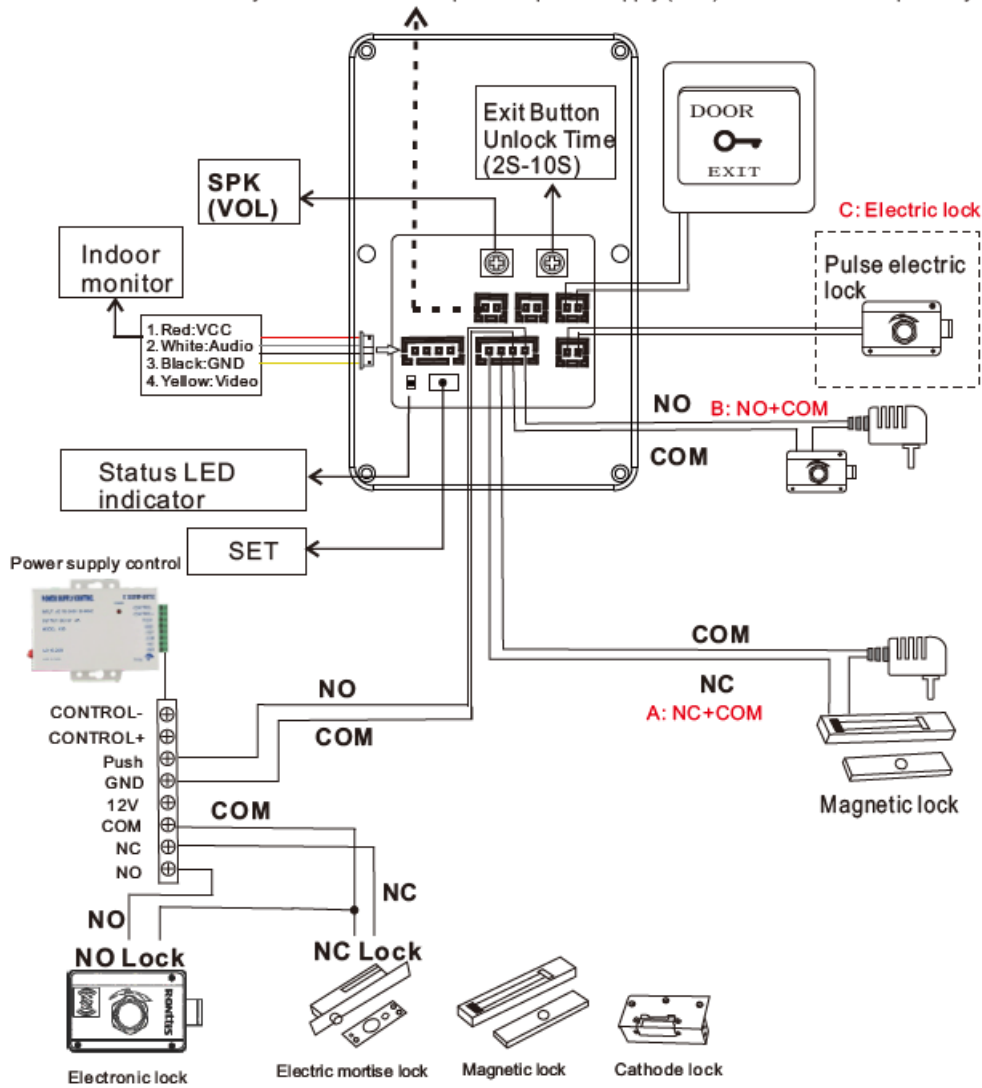 Exit Button
Unlock Time
(2S-10S)
DOOR
EXIT
SPK
(VOL)
C: Electric lock
Indoor
monitor
Pulse electric
lock
1. Red:VCC
2. White:Audio
3. Black:GND
4. Yellow:Video
NO
B: NO+COM
COM
Status LED
indicator
SET
Power supply control
COM
NC
A: NC+COM
NO
COM
Magnetic lock
CONTROL-
CONTROL+
Push
GND
12V
COM
NC
NO
COM
NC
NO
NO Lock
NC Lock
Electronic lock
Electric mortise lock
Magnetic lock
Cathode lock